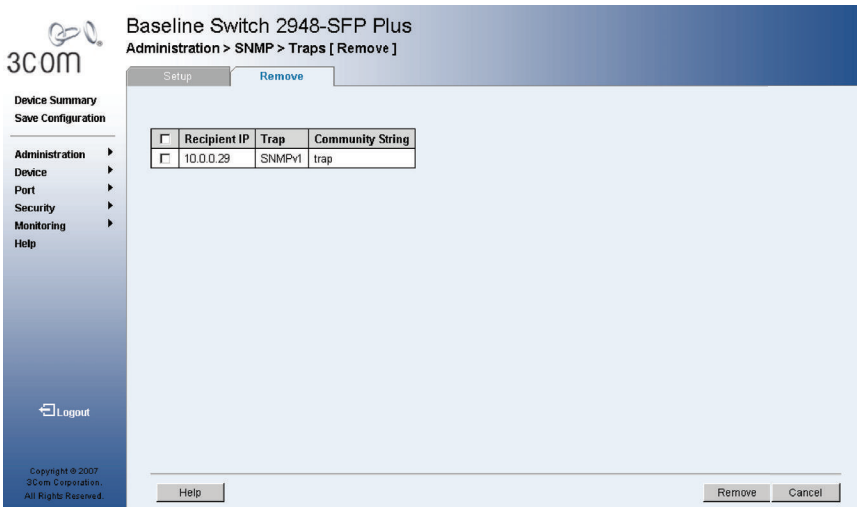 3COM
Baseline Switch 2948-SFP Plus
Administration > SNMP > Traps [ Remove ]
Setup Remove
Device Summary
Save Configuration
Administration
Device
Port
Security
Monitoring
Help
Recipient IP Trap Community String
10.0.0.29 SNMPv1 trap
Logout
Copyright © 2007
3Com Corporation.
All Rights Reserved.
Help Remove Cancel